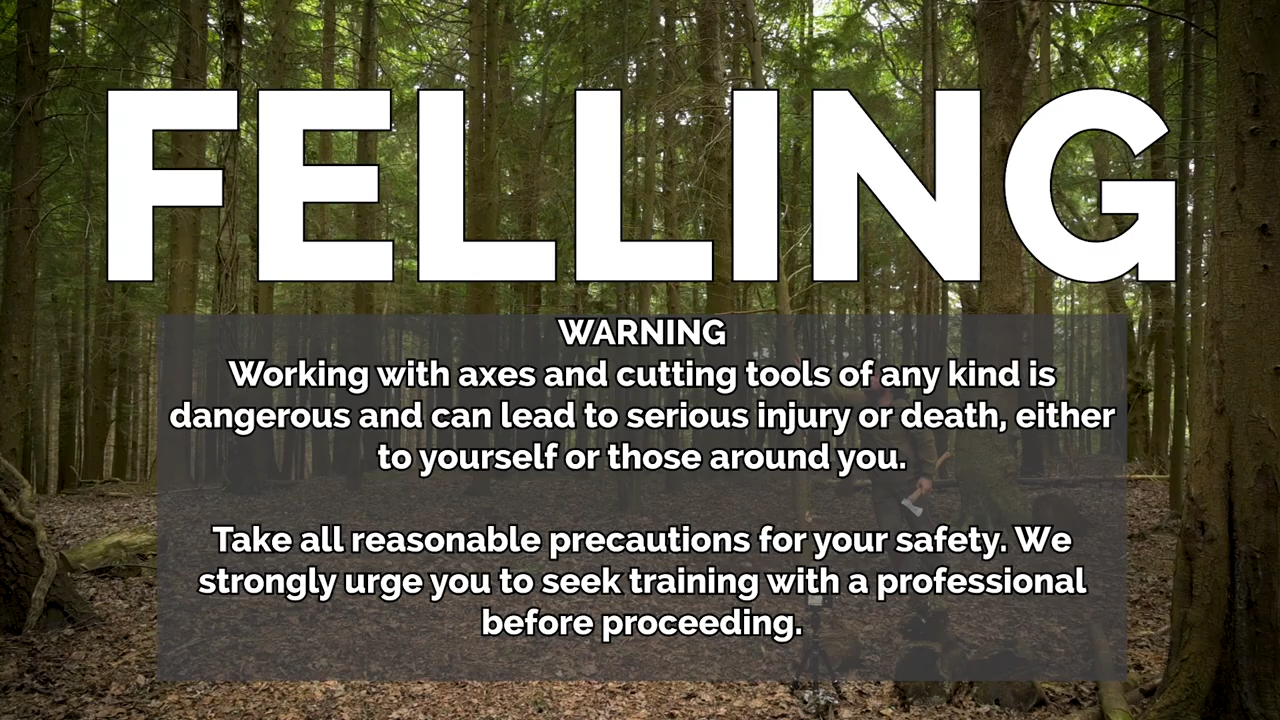 FELLING
WARNING
Working with axes and cutting tools of any kind is
dangerous and can lead to serious injury or death, either
to yourself or those around you.
Take all reasonable precautions for your safety. We
strongly urge you to seek training with a professional
before proceeding.